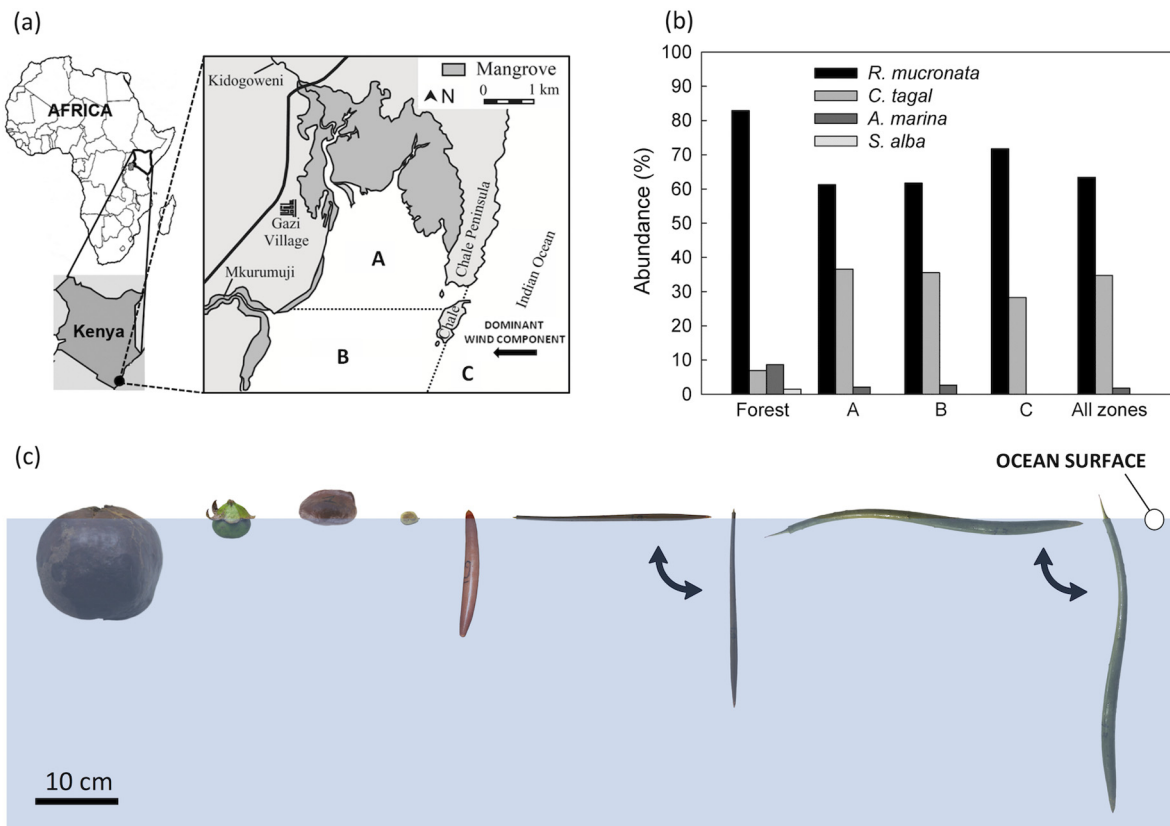 (a)
AFRICA
Kenya
Kidogoweni
Mangrove
N
0 1 km
Gazi
Village
Mkurumuji
A
Chale Peninsula
Indian Ocean
Chale
DOMINANT
WIND COMPONENT
B
C
(b)
100
90
80
70
60
50
40
30
20
10
0
Abundance (%)
R. mucronata
C. tagal
A. marina
S. alba
Forest
A
B
C
All zones
(c)
OCEAN SURFACE
10 cm